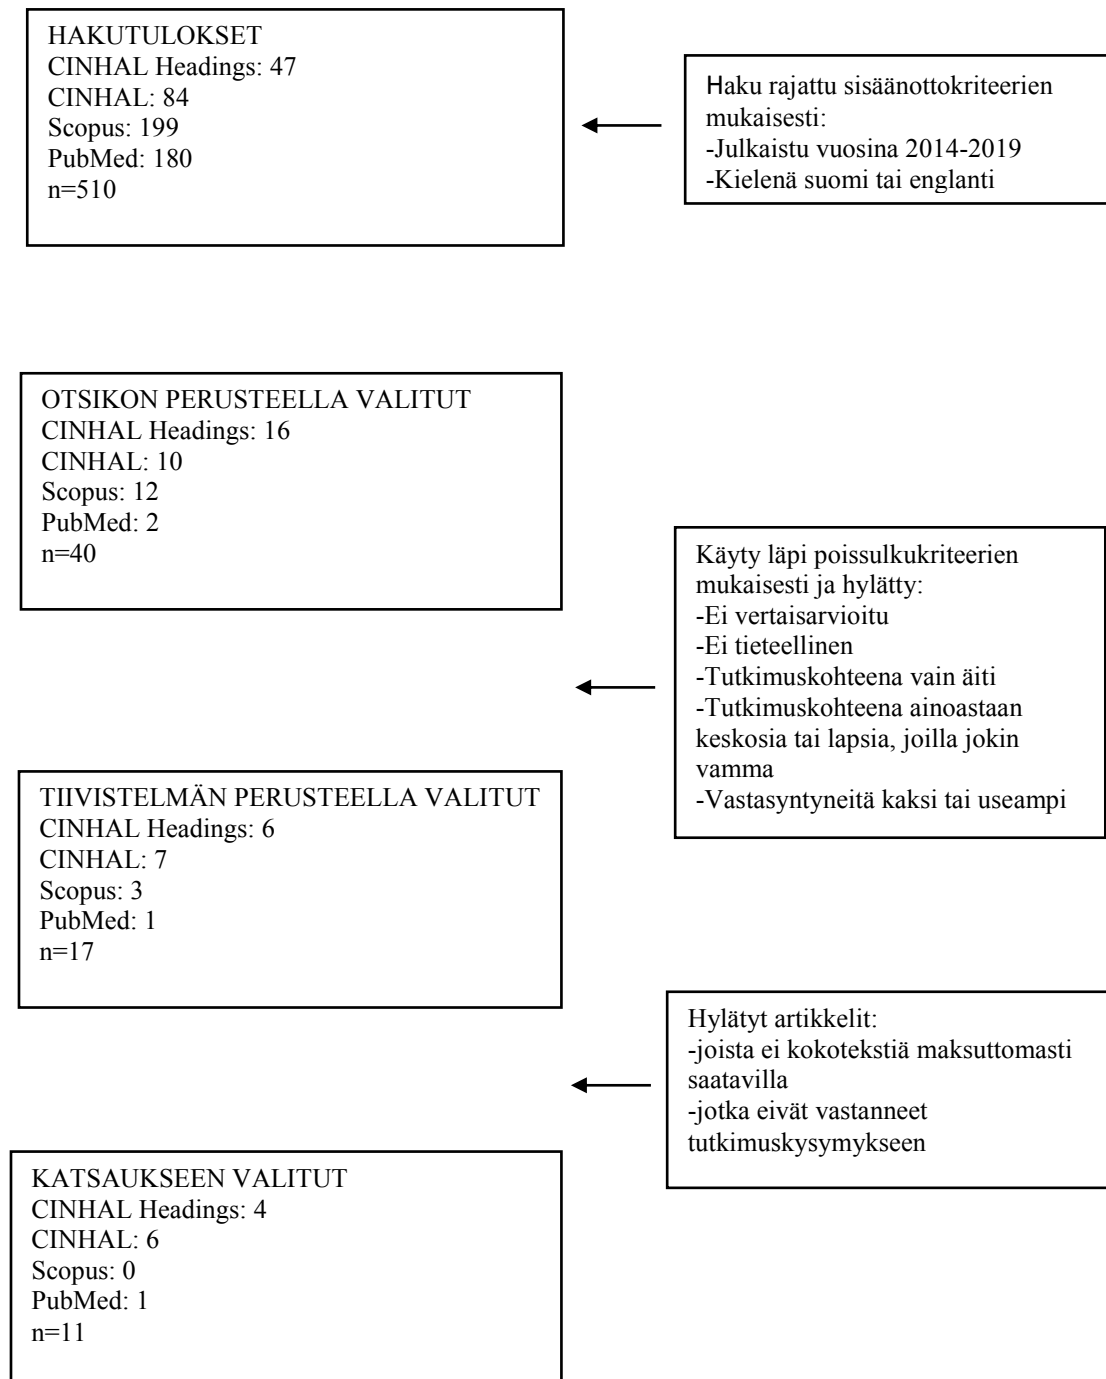 HAKUTULOKSET
CINHAL Headings: 47
CINHAL: 84
Scopus: 199
PubMed: 180
n=510
Haku rajattu sisäänottokriteerien
mukaisesti:
-Julkaistu vuosina 2014-2019
-Kielenä suomi tai englanti
OTSIKON PERUSTEELLA VALITUT
CINHAL Headings: 16
CINHAL: 10
Scopus: 12
PubMed: 2
n=40
Käyty läpi poissulkukriteerien
mukaisesti ja hylätty:
-Ei vertaisarvioitu
-Ei tieteellinen
-Tutkimuskohteena vain äiti
-Tutkimuskohteena ainoastaan
keskosia tai lapsia, joilla jokin
vamma
-Vastasyntyneitä kaksi tai useampi
TIIVISTELMÄN PERUSTEELLA VALITUT
CINHAL Headings: 6
CINHAL: 7
Scopus: 3
PubMed: 1
n=17
Hylätyt artikkelit:
-joista ei kokotekstiä maksuttomasti
saatavilla
-jotka eivät vastanneet
tutkimuskysymykseen
KATSAUKSEEN VALITUT
CINHAL Headings: 4
CINHAL: 6
Scopus: 0
PubMed: 1
n=11